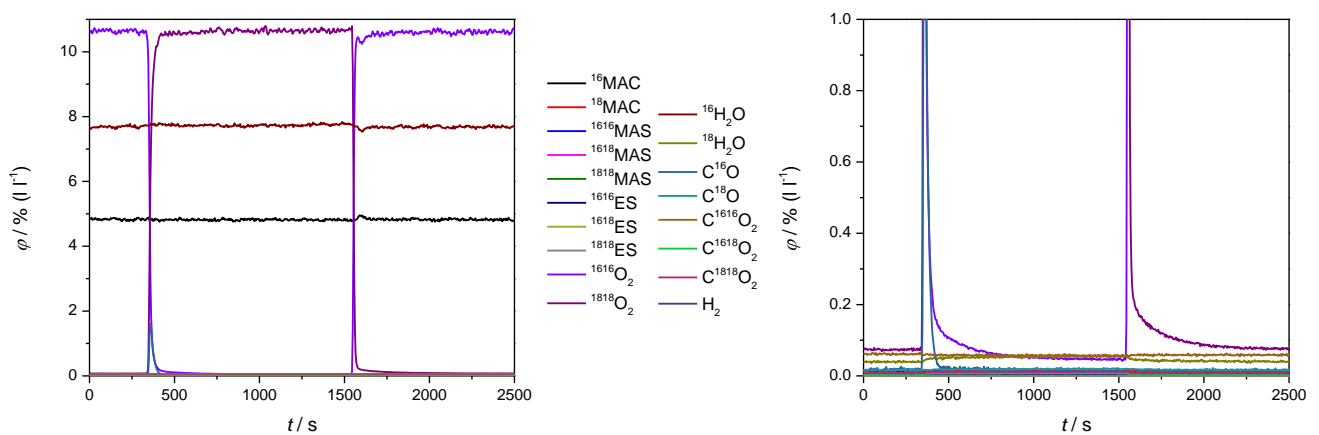 10
8
6
4
2
0
φ / % (l l⁻¹)
0 500 1000 1500 2000 2500
t / s
¹⁶MAC
¹⁸MAC
¹⁶¹⁶MAS
¹⁶¹⁸MAS
¹⁸¹⁸MAS
¹⁶¹⁶ES
¹⁶¹⁸ES
¹⁸¹⁸ES
¹⁶¹⁶O₂
¹⁸¹⁸O₂
¹⁶H₂O
¹⁸H₂O
C¹⁶O
C¹⁸O
C¹⁶¹⁶O₂
C¹⁶¹⁸O₂
C¹⁸¹⁸O₂
H₂
1.0
0.8
0.6
0.4
0.2
0.0
φ / % (l l⁻¹)
0 500 1000 1500 2000 2500
t / s